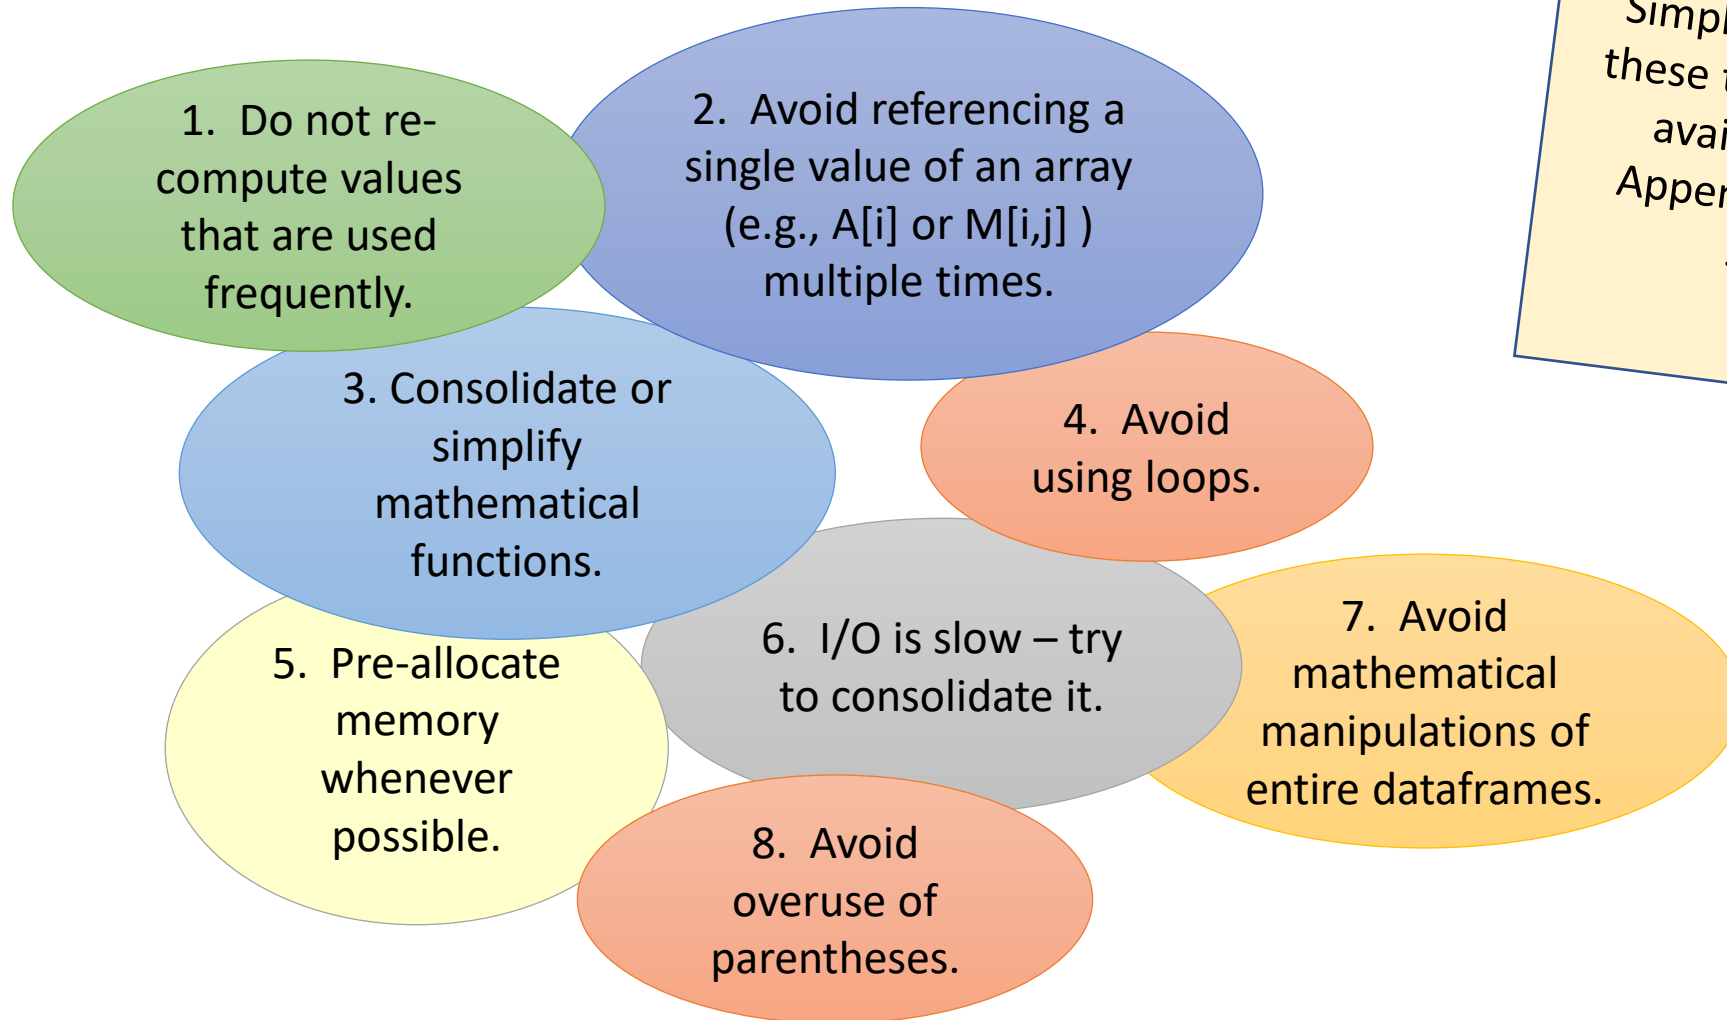 1. Do not re-
compute values
that are used
frequently.
2. Avoid referencing a
single value of an array
(e.g., A[i] or M[i,j] )
multiple times.
3. Consolidate or
simplify
mathematical
functions.
4. Avoid
using loops.
5. Pre-allocate
memory
whenever
possible.
6. I/O is slow – try
to consolidate it.
7. Avoid
mathematical
manipulations of
entire dataframes.
8. Avoid
overuse of
parentheses.
these